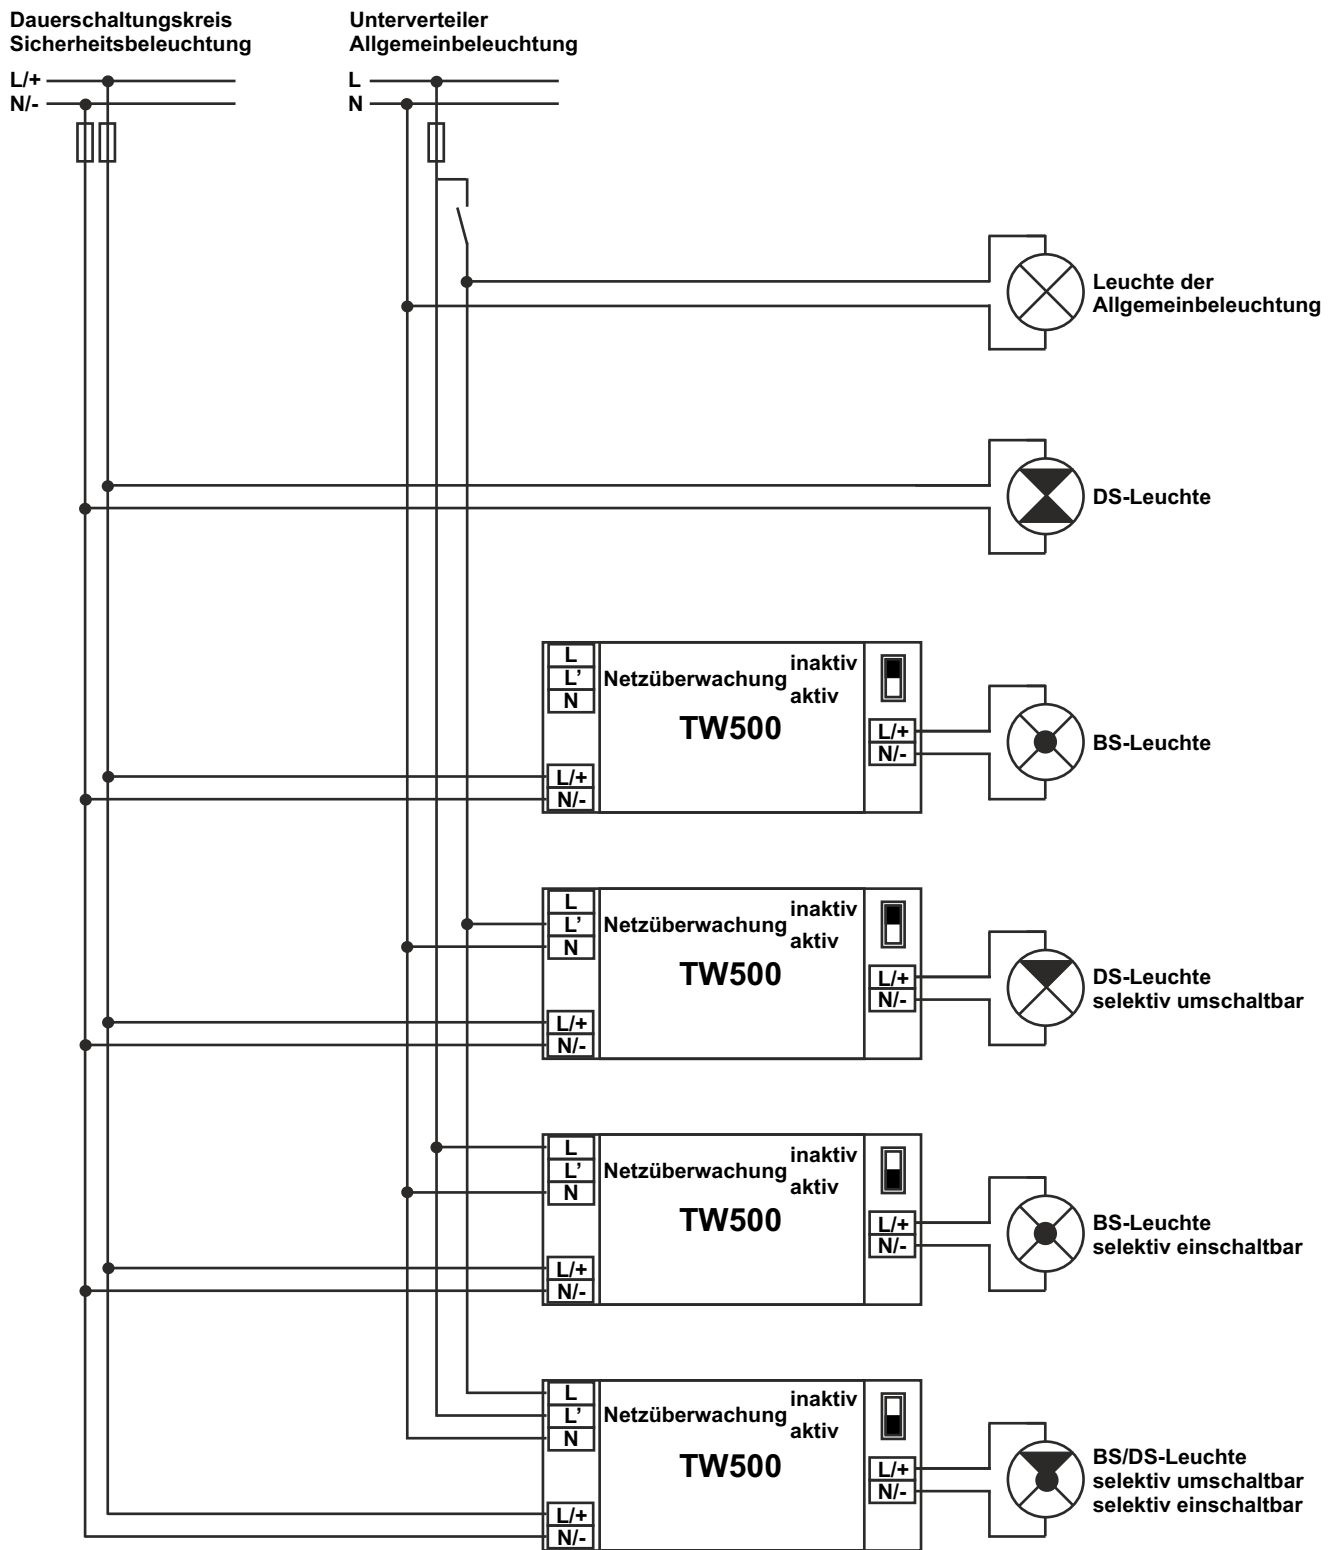 Dauerschaltungskreis
Sicherheitsbeleuchtung
L/+
N/-
Unterverteiler
Allgemeinbeleuchtung
L
N
Leuchte der
Allgemeinbeleuchtung
DS-Leuchte
L
L’
N
Netzüberwachung
inaktiv
aktiv
TW500
L/+
N/-
L/+
N/-
BS-Leuchte
L
L’
N
Netzüberwachung
inaktiv
aktiv
TW500
L/+
N/-
L/+
N/-
DS-Leuchte
selektiv umschaltbar
L
L’
N
Netzüberwachung
inaktiv
aktiv
TW500
L/+
N/-
L/+
N/-
BS-Leuchte
selektiv einschaltbar
L
L’
N
Netzüberwachung
inaktiv
aktiv
TW500
L/+
N/-
L/+
N/-
BS/DS-Leuchte
selektiv umschaltbar
selektiv einschaltbar